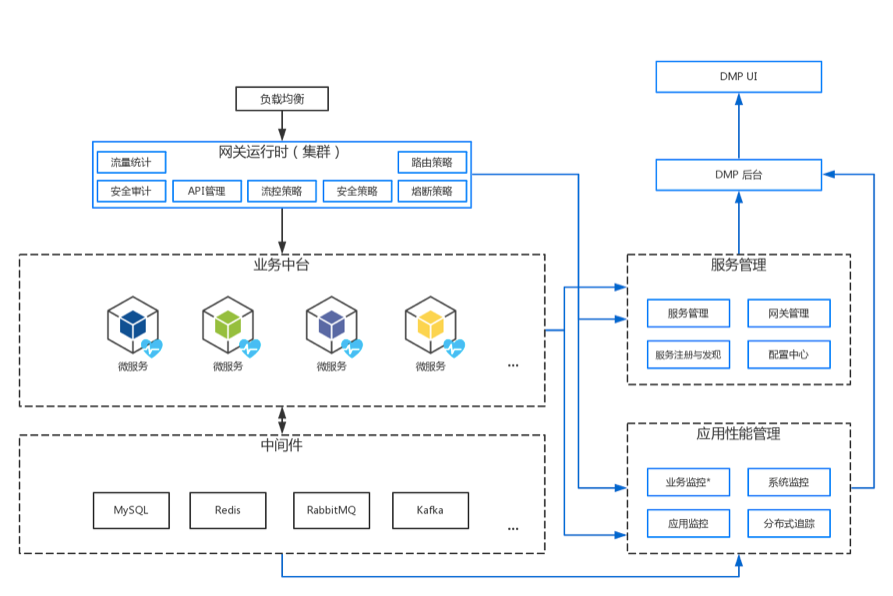 DMP UI
负载均衡
网关运行时（集群）
流量统计
路由策略
安全审计
API管理
流控策略
安全策略
熔断策略
DMP 后台
业务中台
微服务
微服务
微服务
微服务
...
服务管理
服务管理
网关管理
服务注册与发现
配置中心
中间件
MySQL
Redis
RabbitMQ
Kafka
...
应用性能管理
业务监控*
系统监控
应用监控
分布式追踪